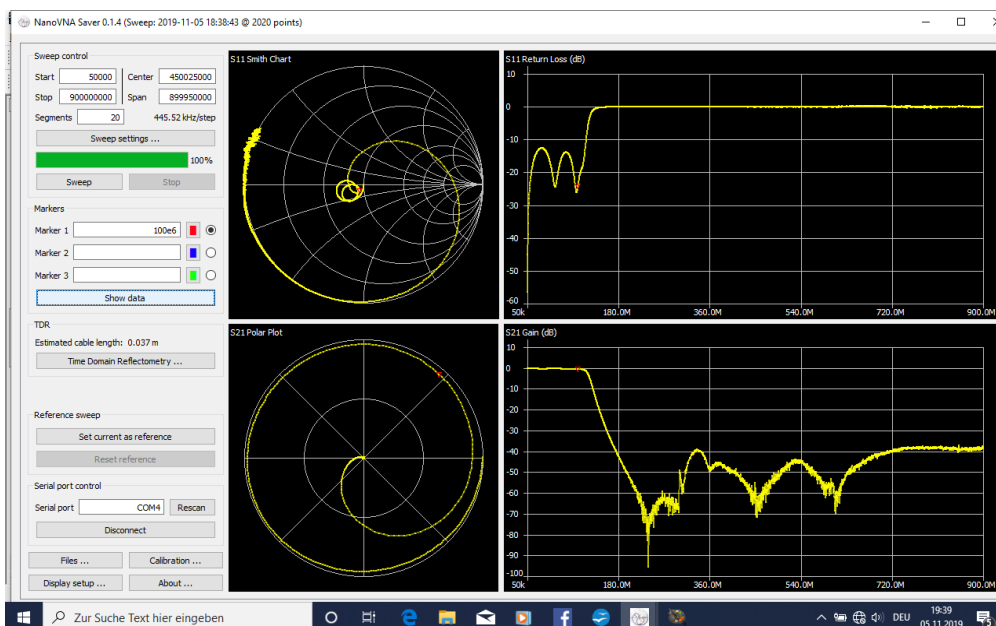 NanoVNA Saver 0.1.4 (Sweep: 2019-11-05 18:38:43 @ 2020 points)
Sweep control
Start 50000 Center 450025000
Stop 900000000 Span 899950000
Segments 20 445.52 kHz/step
Sweep settings ...
100%
Sweep Stop
Markers
Marker 1 100e6
Marker 2
Marker 3
Show data
TDR
Estimated cable length: 0.037 m
Time Domain Reflectometry ...
Reference sweep
Set current as reference
Reset reference
Serial port control
Serial port COM4 Rescan
Disconnect
Files ... Calibration ...
Display setup ... About ...
S11 Smith Chart
S11 Return Loss (dB)
10
0
-10
-20
-30
-40
-50
-60
50k 180.0M 360.0M 540.0M 720.0M 900.0M
S21 Polar Plot
S21 Gain (dB)
10
0
-10
-20
-30
-40
-50
-60
-70
-80
-90
-100
50k 180.0M 360.0M 540.0M 720.0M 900.0M
Zur Suche Text hier eingeben
DEU
19:39
05.11.2019
5